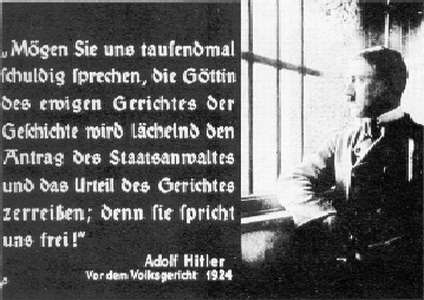 „Mögen Sie uns tausendmal
schuldig sprechen, die Göttin
des ewigen Gerichtes der
Geschichte wird lächelnd den
Antrag des Staatsanwaltes
und das Urteil des Gerichtes
zerreißen; denn sie spricht
uns frei!“
Adolf Hitler
Vor dem Volksgericht 1924